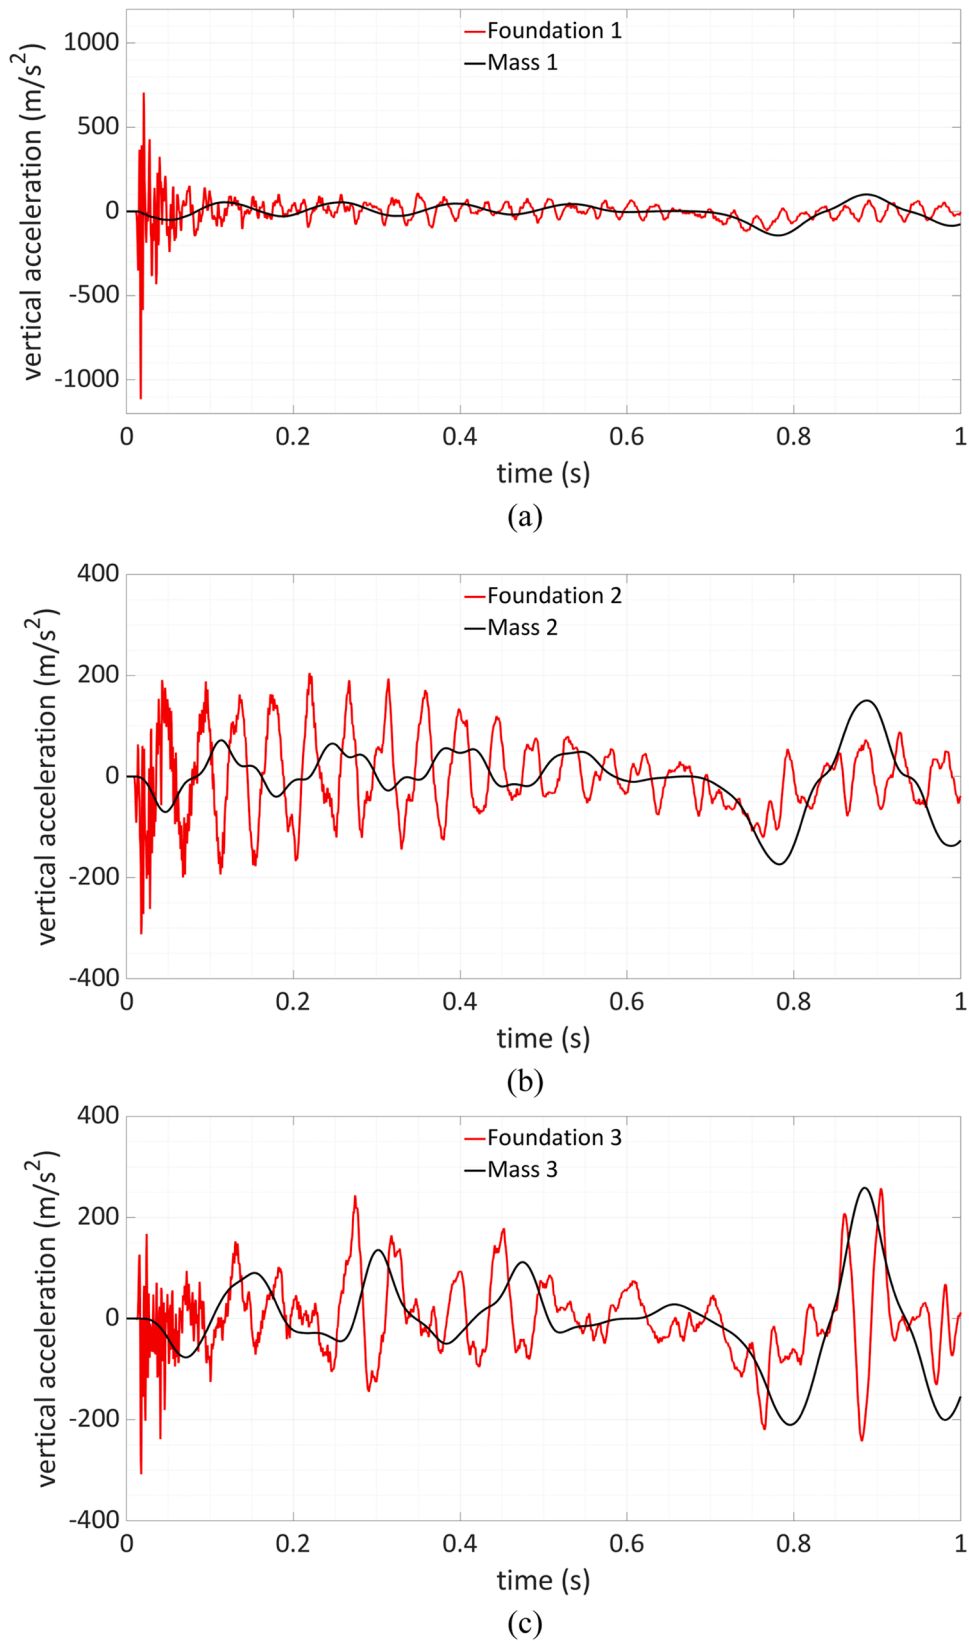 vertical acceleration (m/s²)
1000
500
0
-500
-1000
Foundation 1
Mass 1
0 0.2 0.4 0.6 0.8 1
time (s)
(a)
vertical acceleration (m/s²)
400
200
0
-200
-400
Foundation 2
Mass 2
0 0.2 0.4 0.6 0.8 1
time (s)
(b)
vertical acceleration (m/s²)
400
200
0
-200
-400
Foundation 3
Mass 3
0 0.2 0.4 0.6 0.8 1
time (s)
(c)